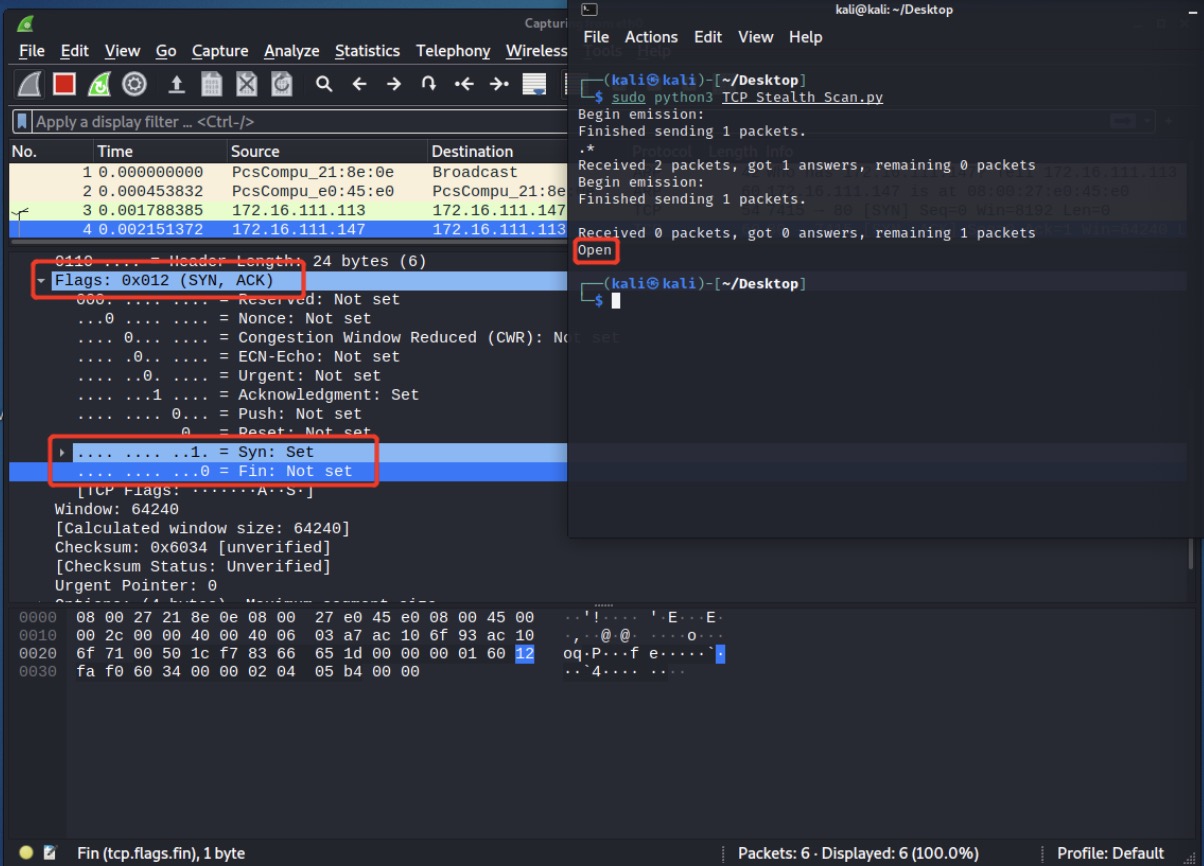 Capturi
File Edit View Go Capture Analyze Statistics Telephony Wireless Tools Help
Apply a display filter ... <Ctrl-/>
No. Time Source Destination Protocol Length Info
1 0.000000000 PcsCompu_21:8e:0e Broadcast
2 0.000453832 PcsCompu_e0:45:e0 PcsCompu_21:8e
3 0.001788385 172.16.111.113 172.16.111.147
4 0.002151372 172.16.111.147 172.16.111.113
0110 .... = Header Length: 24 bytes (6)
Flags: 0x012 (SYN, ACK)
000. .... .... = Reserved: Not set
...0 .... .... = Nonce: Not set
.... 0... .... = Congestion Window Reduced (CWR): Not set
.... .0.. .... = ECN-Echo: Not set
.... ..0. .... = Urgent: Not set
.... ...1 .... = Acknowledgment: Set
.... .... 0... = Push: Not set
.... .... .0.. = Reset: Not set
.... .... ..1. = Syn: Set
.... .... ...0 = Fin: Not set
[TCP Flags: ·······A··S·]
Window: 64240
[Calculated window size: 64240]
Checksum: 0x6034 [unverified]
[Checksum Status: Unverified]
Urgent Pointer: 0
Options: (4 bytes), Maximum segment size
0000 08 00 27 21 8e 0e 08 00 27 e0 45 e0 08 00 45 00 ··'!···· '·E···E·
0010 00 2c 00 00 40 00 40 06 03 a7 ac 10 6f 93 ac 10 ·,··@·@· ····o···
0020 6f 71 00 50 1c f7 83 66 65 1d 00 00 00 01 60 12 oq·P···f e·····`·
0030 fa f0 60 34 00 00 02 04 05 b4 00 00 ··`4···· ····
Fin (tcp.flags.fin), 1 byte
Packets: 6 · Displayed: 6 (100.0%)
Profile: Default
kali@kali: ~/Desktop
File Actions Edit View Help
┌──(kali㉿kali)-[~/Desktop]
└─$ sudo python3 TCP_Stealth_Scan.py
Begin emission:
Finished sending 1 packets.
.*
Received 2 packets, got 1 answers, remaining 0 packets
Begin emission:
Finished sending 1 packets.
Received 0 packets, got 0 answers, remaining 1 packets
Open
┌──(kali㉿kali)-[~/Desktop]
└─$